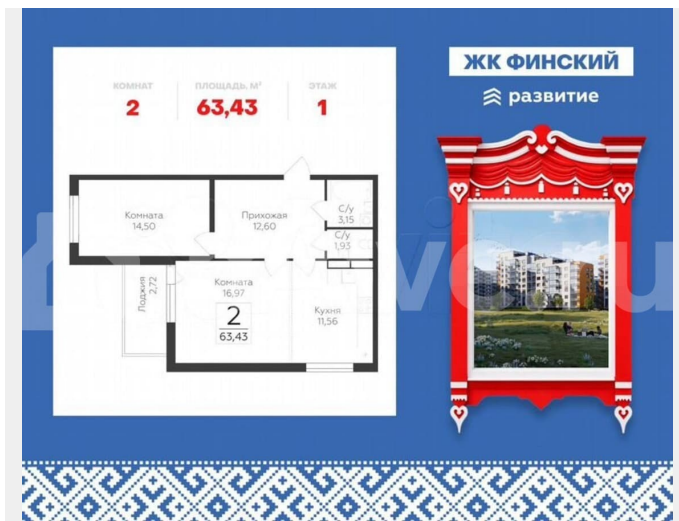 ЖК ФИНСКИЙ
развитие
КОМНАТ
ПЛОЩАДЬ, М²
ЭТАЖ
2
63,43
1
Комната
14,50
Прихожая
12,60
С/у
3,15
С/у
1,93
Лоджия
2,72
Комната
16,97
Кухня
11,56
2
63,43